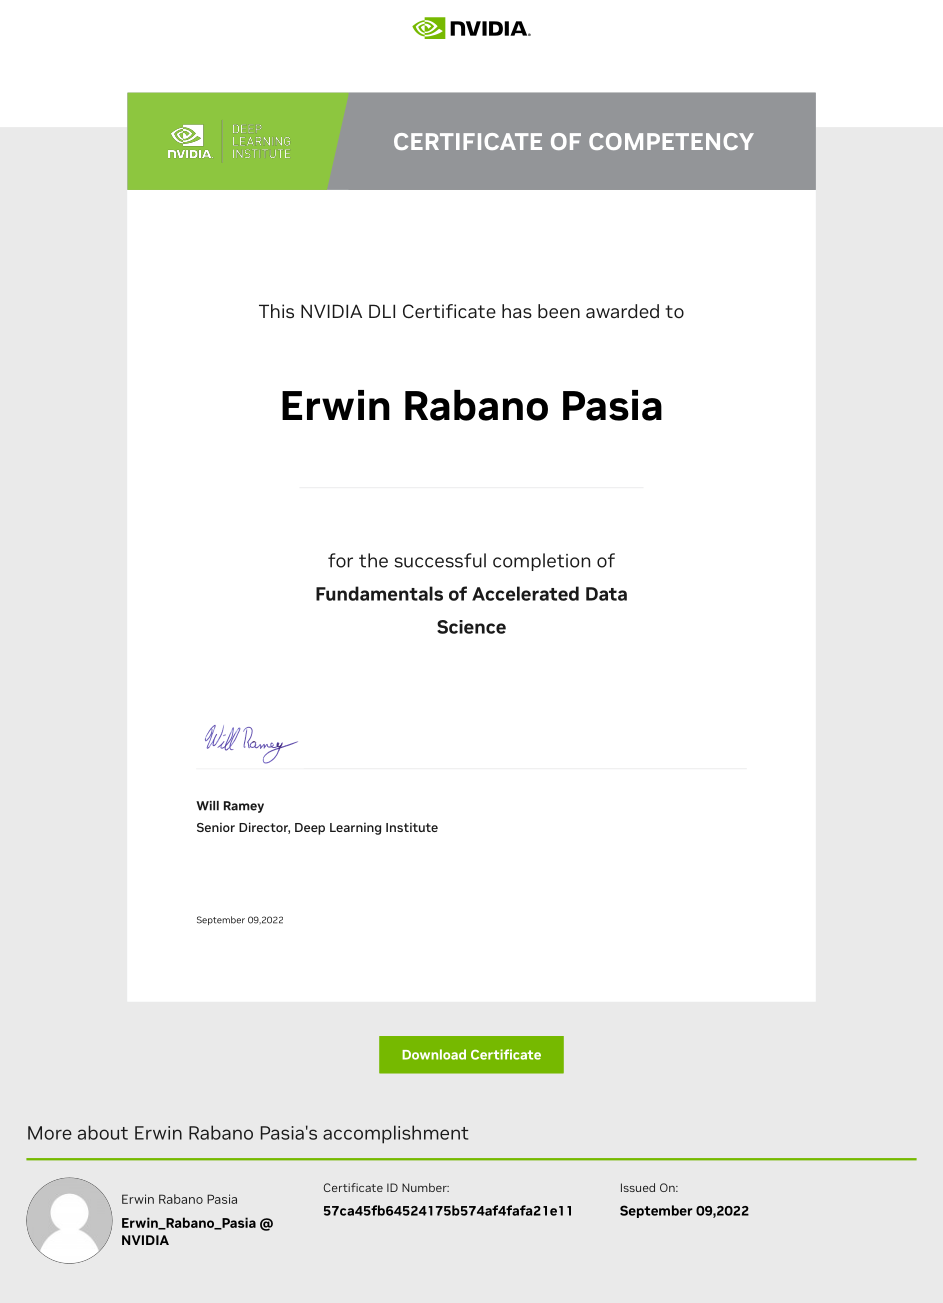 NVIDIA.
NVIDIA
DEEP
LEARNING
INSTITUTE
CERTIFICATE OF COMPETENCY
This NVIDIA DLI Certificate has been awarded to
Erwin Rabano Pasia
for the successful completion of
Fundamentals of Accelerated Data
Science
Will Ramey
Will Ramey
Senior Director, Deep Learning Institute
September 09,2022
Download Certificate
More about Erwin Rabano Pasia's accomplishment
Erwin Rabano Pasia
Erwin_Rabano_Pasia @
NVIDIA
Certificate ID Number:
57ca45fb64524175b574af4fafa21e11
Issued On:
September 09,2022